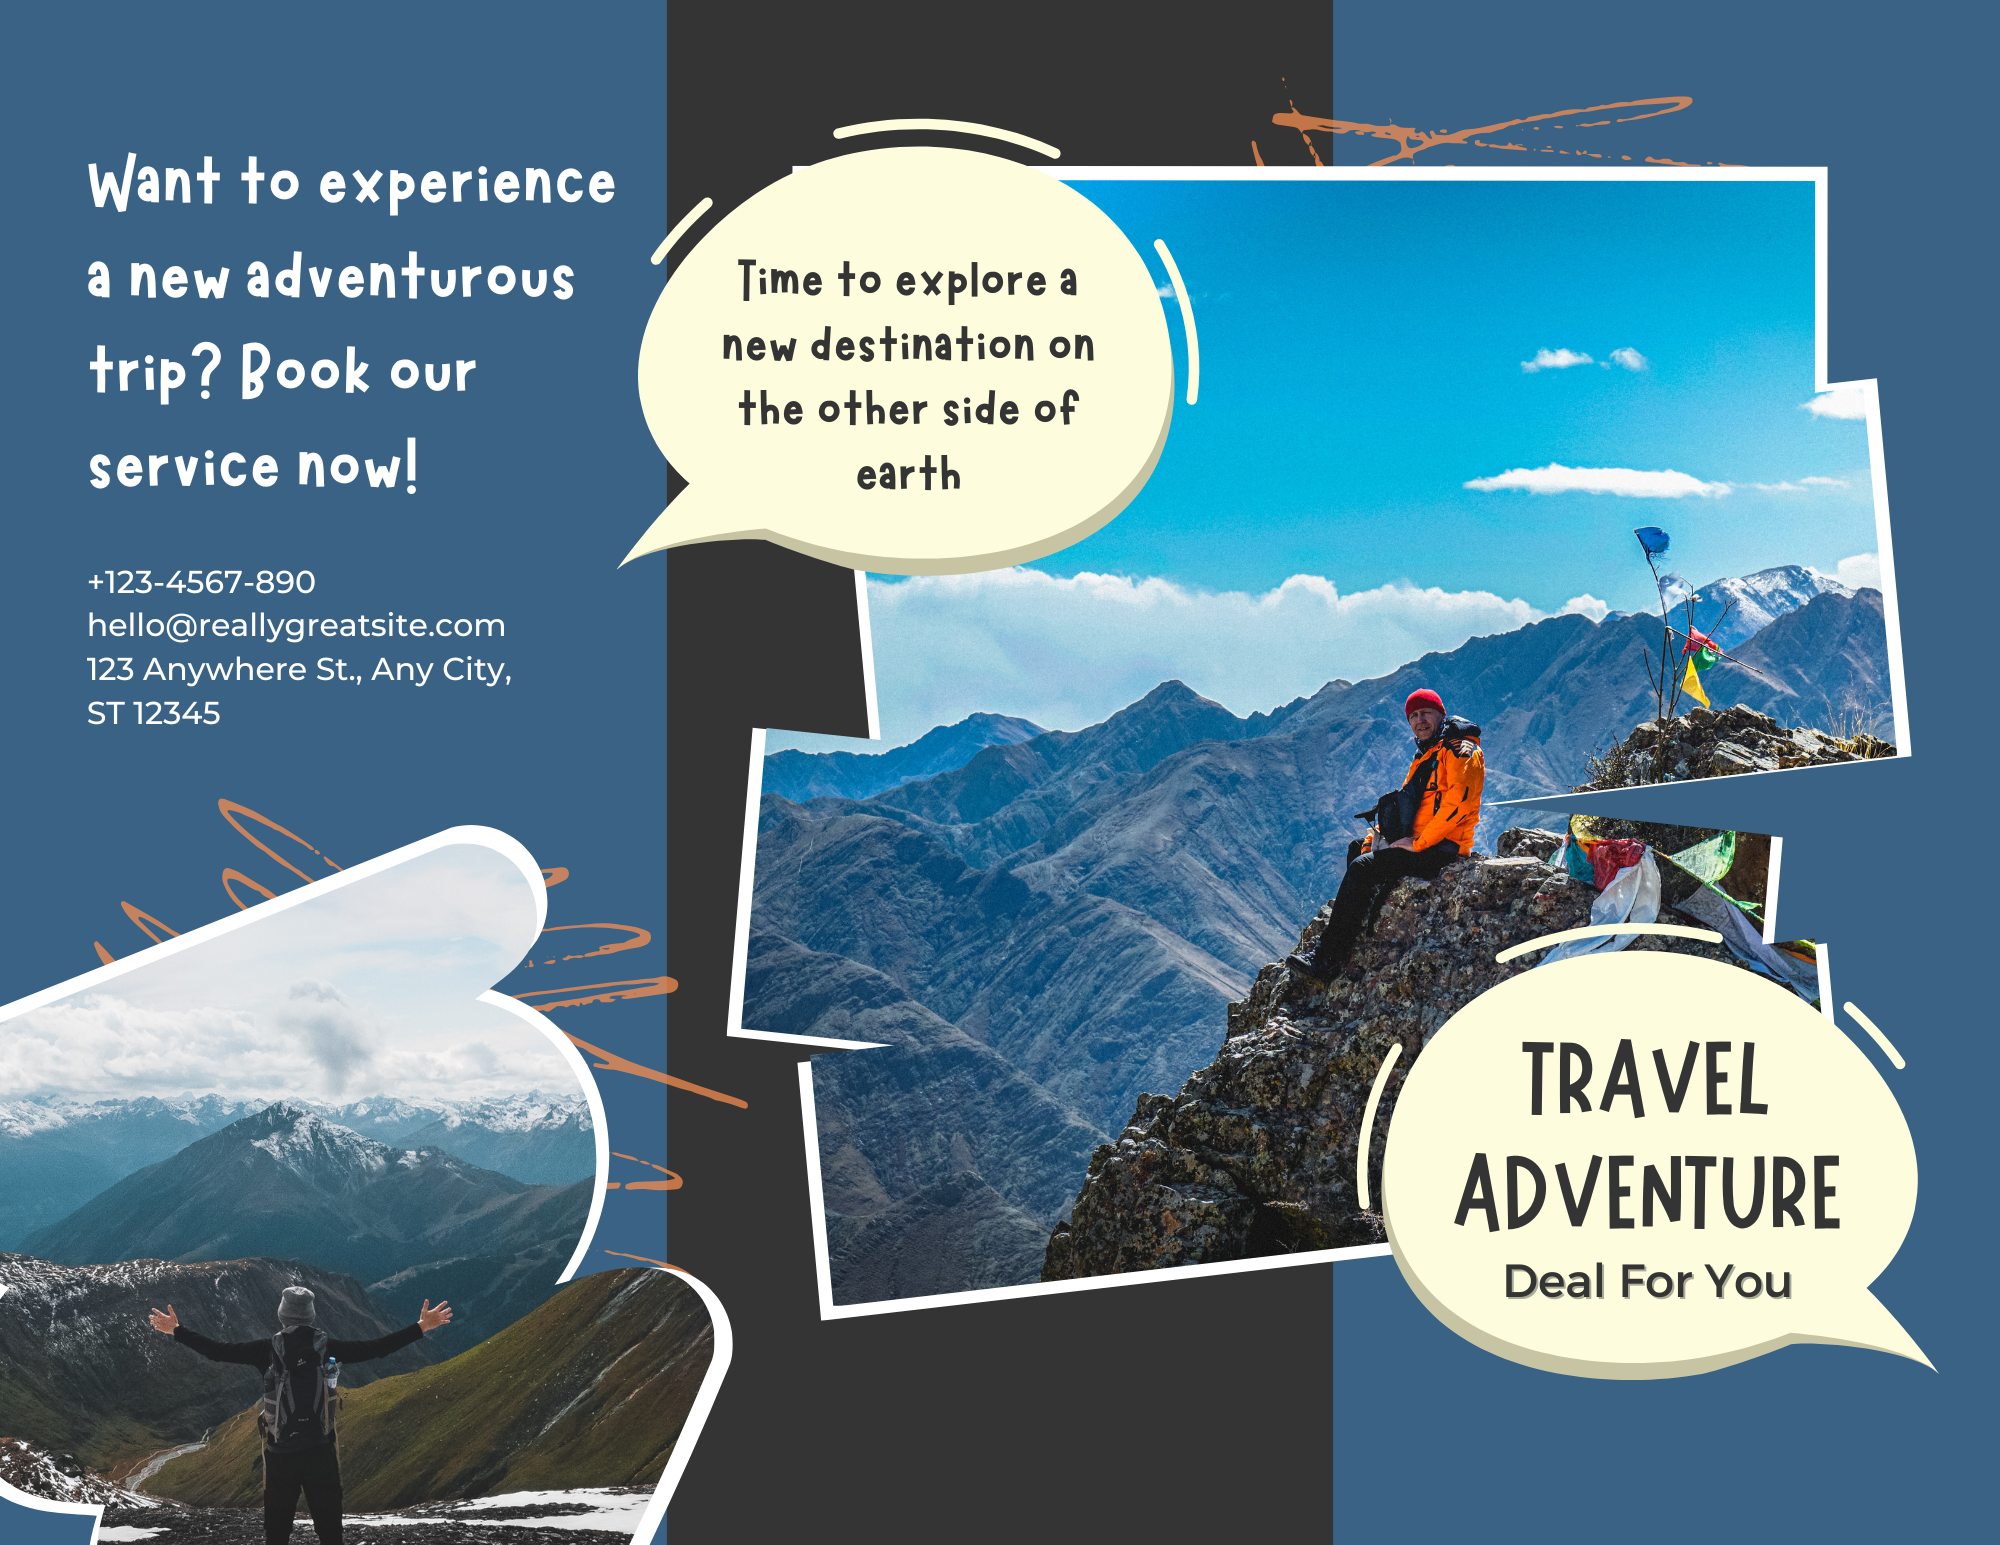 Want to experience
a new adventurous
trip? Book our
service now!
+123-4567-890
hello@reallygreatsite.com
123 Anywhere St., Any City,
ST 12345
Time to explore a
new destination on
the other side of
earth
TRAVEL
ADVENTURE
Deal For You